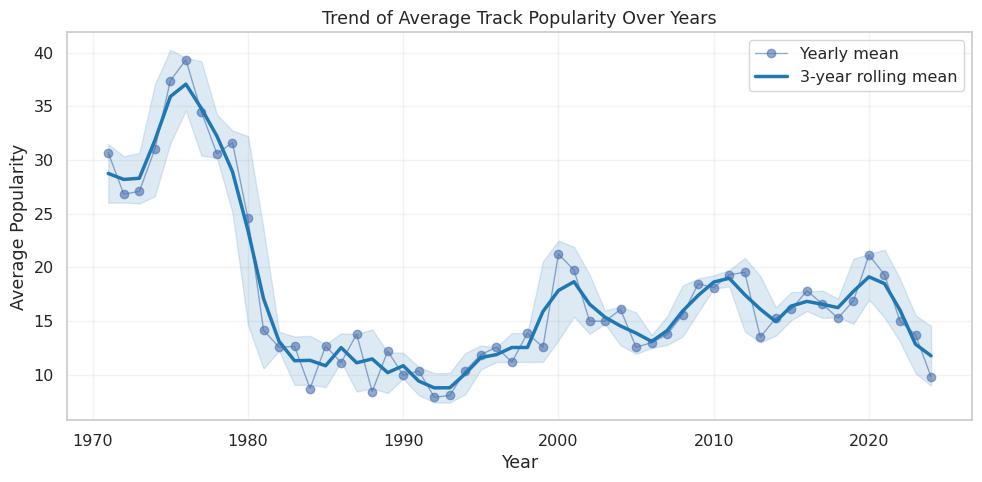 Trend of Average Track Popularity Over Years
Yearly mean
3-year rolling mean
Average Popularity
40
35
30
25
20
15
10
1970
1980
1990
2000
2010
2020
Year